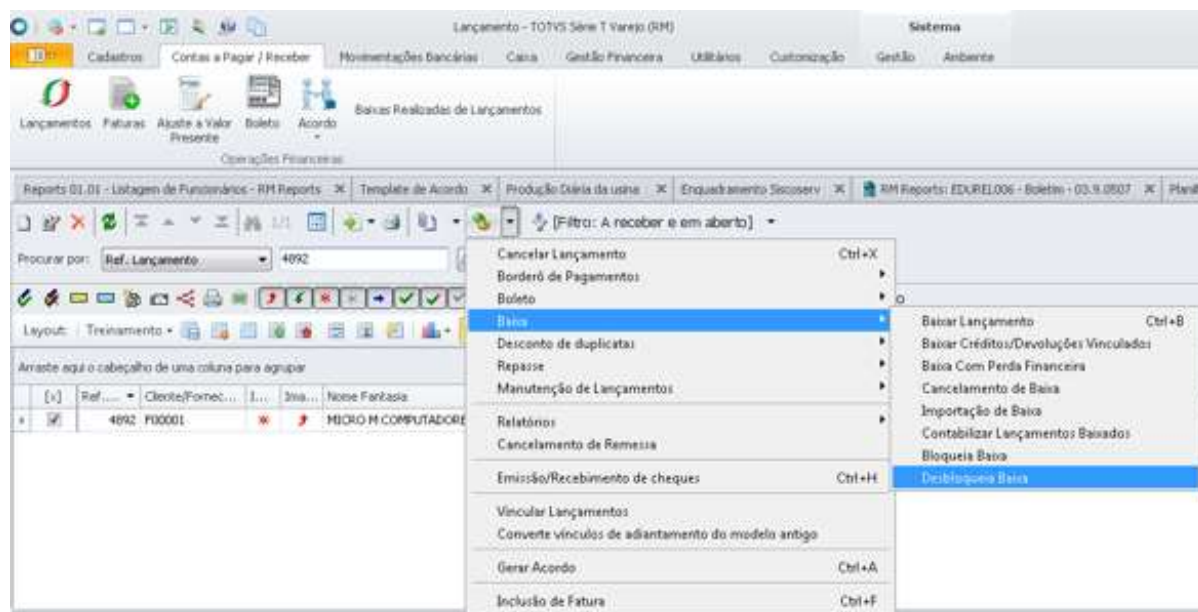 Lançamento - TOTVS Série T Varejo (RM)
Sistema
Cadastros Contas a Pagar / Receber Movimentações Bancárias Caixa Gestão Financeira Utilitários Customização Gestão Ambiente
Lançamentos Faturas Ajuste a Valor Presente Boleto Acordo Baixas Realizadas de Lançamentos
Operações Financeiras
Reports 01.01 - Listagem de Funcionários - RM Reports Template de Acordo Produção Diária da usina Enquadramento Siscoserv RM Reports: EDUREL006 - Boletim - 03.9.0807 Planil
1/1 [Filtro: A receber e em aberto]
Procurar por: Ref. Lançamento 4892
Layout: Treinamento
Arraste aqui o cabeçalho de uma coluna para agrupar
[x] Ref.... Cliente/Fornec... I... Ima... Nome Fantasia
4892 F00001 MICRO M COMPUTADORE
Cancelar Lançamento Ctrl+X
Borderô de Pagamentos
Boleto
Baixa
Desconto de duplicatas
Repasse
Manutenção de Lançamentos
Relatórios
Cancelamento de Remessa
Emissão/Recebimento de cheques Ctrl+H
Vincular Lançamentos
Converte vínculos de adiantamento do modelo antigo
Gerar Acordo Ctrl+A
Inclusão de Fatura Ctrl+F
Baixar Lançamento Ctrl+B
Baixar Créditos/Devoluções Vinculados
Baixa Com Perda Financeira
Cancelamento de Baixa
Importação de Baixa
Contabilizar Lançamentos Baixados
Bloqueia Baixa
Desbloqueia Baixa